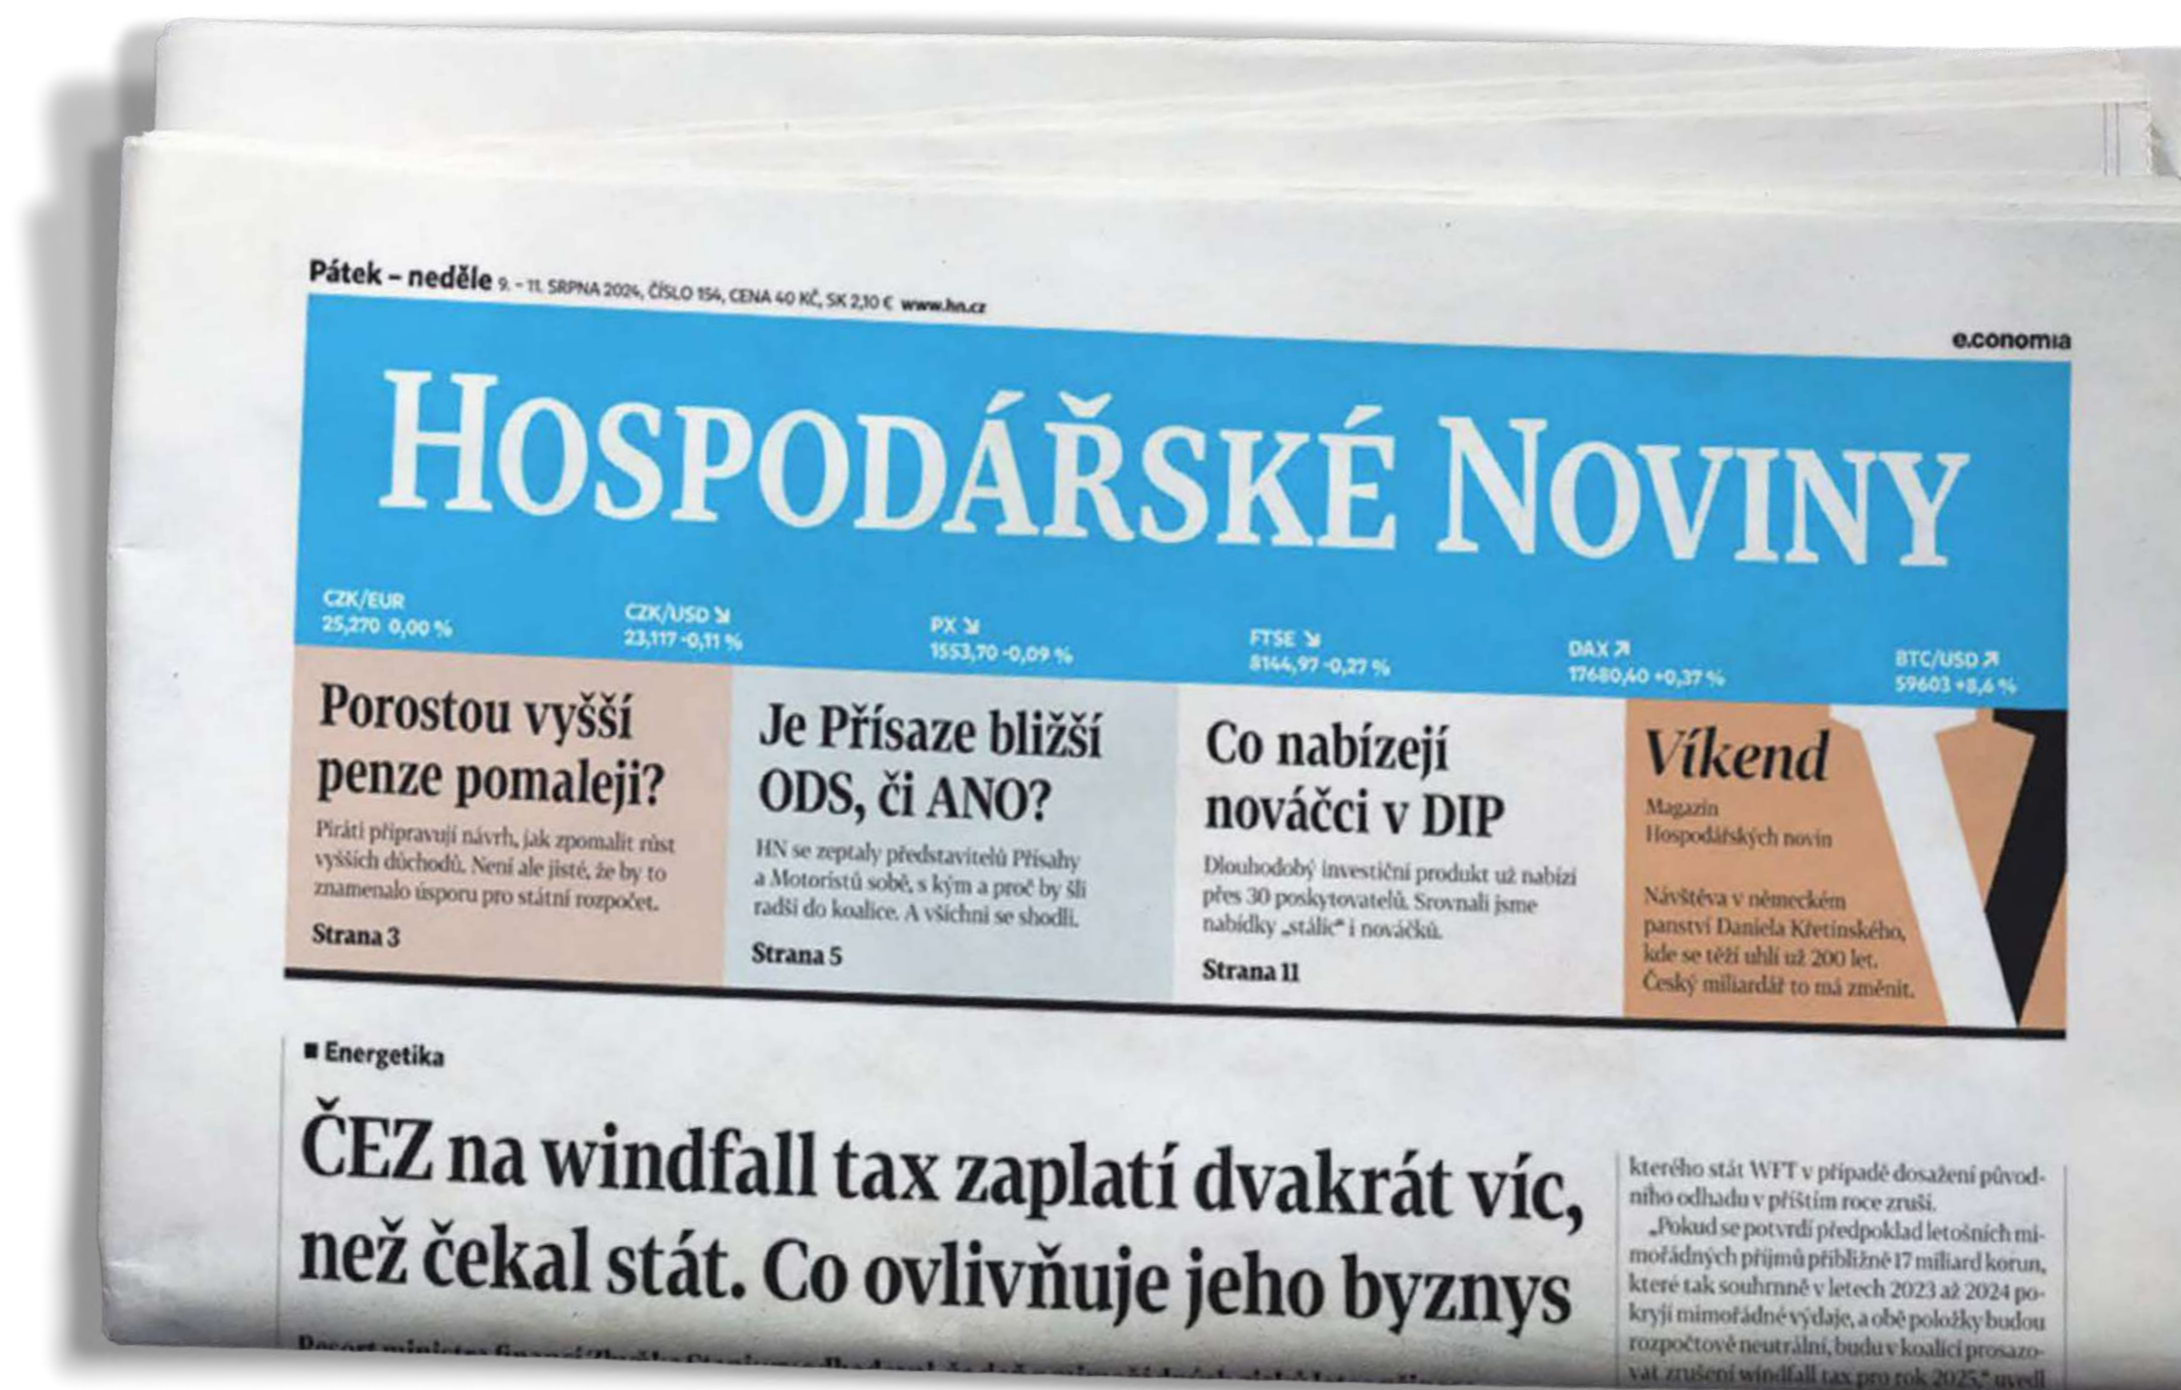 Pátek – neděle 9. – 11. SRPNA 2024, ČÍSLO 154, CENA 40 KČ, SK 2,10 € www.hn.cz
e.conomia
HOSPODÁŘSKÉ NOVINY
CZK/EUR
25,270 0,00 %
CZK/USD ↘
23,117 -0,11 %
PX ↘
1553,70 -0,09 %
FTSE ↘
8144,97 -0,27 %
DAX ↗
17680,40 +0,37 %
BTC/USD ↗
59603 +8,6 %
Porostou vyšší
penze pomaleji?
Piráti připravují návrh, jak zpomalit růst
vyšších důchodů. Není ale jisté, že by to
znamenalo úsporu pro státní rozpočet.
Strana 3
Je Přísaze bližší
ODS, či ANO?
HN se zeptaly představitelů Přísahy
a Motoristů sobě, s kým a proč by šli
radši do koalice. A všichni se shodli.
Strana 5
Co nabízejí
nováčci v DIP
Dlouhodobý investiční produkt už nabízí
přes 30 poskytovatelů. Srovnali jsme
nabídky „stálic“ i nováčků.
Strana 11
Víkend
Magazín
Hospodářských novin
Návštěva v německém
panství Daniela Křetínského,
kde se těží uhlí už 200 let.
Český miliardář to má změnit.
■ Energetika
ČEZ na windfall tax zaplatí dvakrát víc,
než čekal stát. Co ovlivňuje jeho byznys
kterého stát WFT v případě dosažení původ-
ního odhadu v příštím roce zruší.
„Pokud se potvrdí předpoklad letošních mi-
mořádných příjmů přibližně 17 miliard korun,
které tak souhrnně v letech 2023 až 2024 po-
kryjí mimořádné výdaje, a obě položky budou
rozpočtově neutrální, budu v koalici prosazo-
vat zrušení windfall tax pro rok 2025,“ uvedl